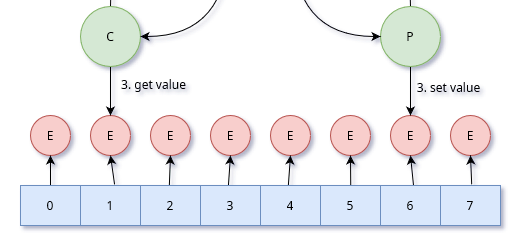 C P
3. get value 3. set value
E E E E E E E E
0 1 2 3 4 5 6 7